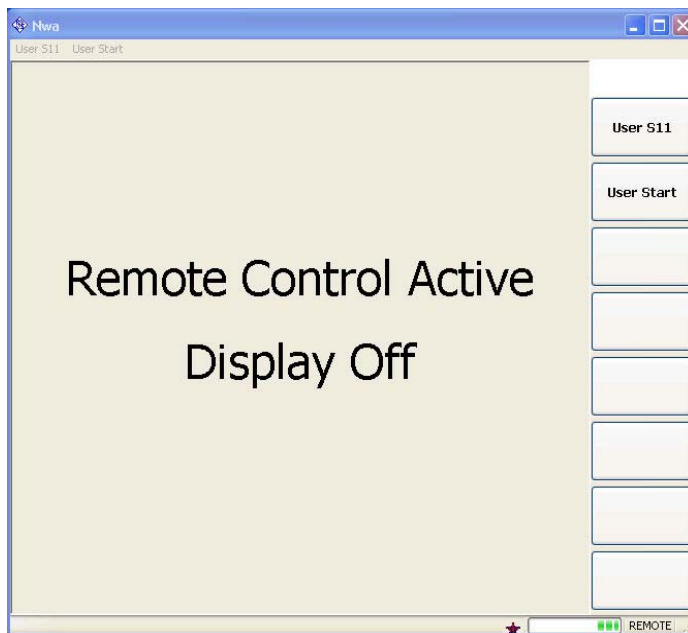 Nwa
User S11 User Start
User S11
User Start
Remote Control Active
Display Off
REMOTE